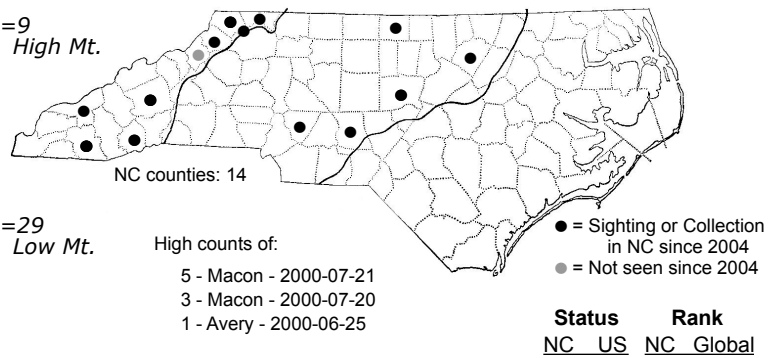 =9
High Mt.
NC counties: 14
=29
Low Mt.
High counts of:
5 - Macon - 2000-07-21
3 - Macon - 2000-07-20
1 - Avery - 2000-06-25
● = Sighting or Collection
in NC since 2004
● = Not seen since 2004
Status Rank
NC US NC Global